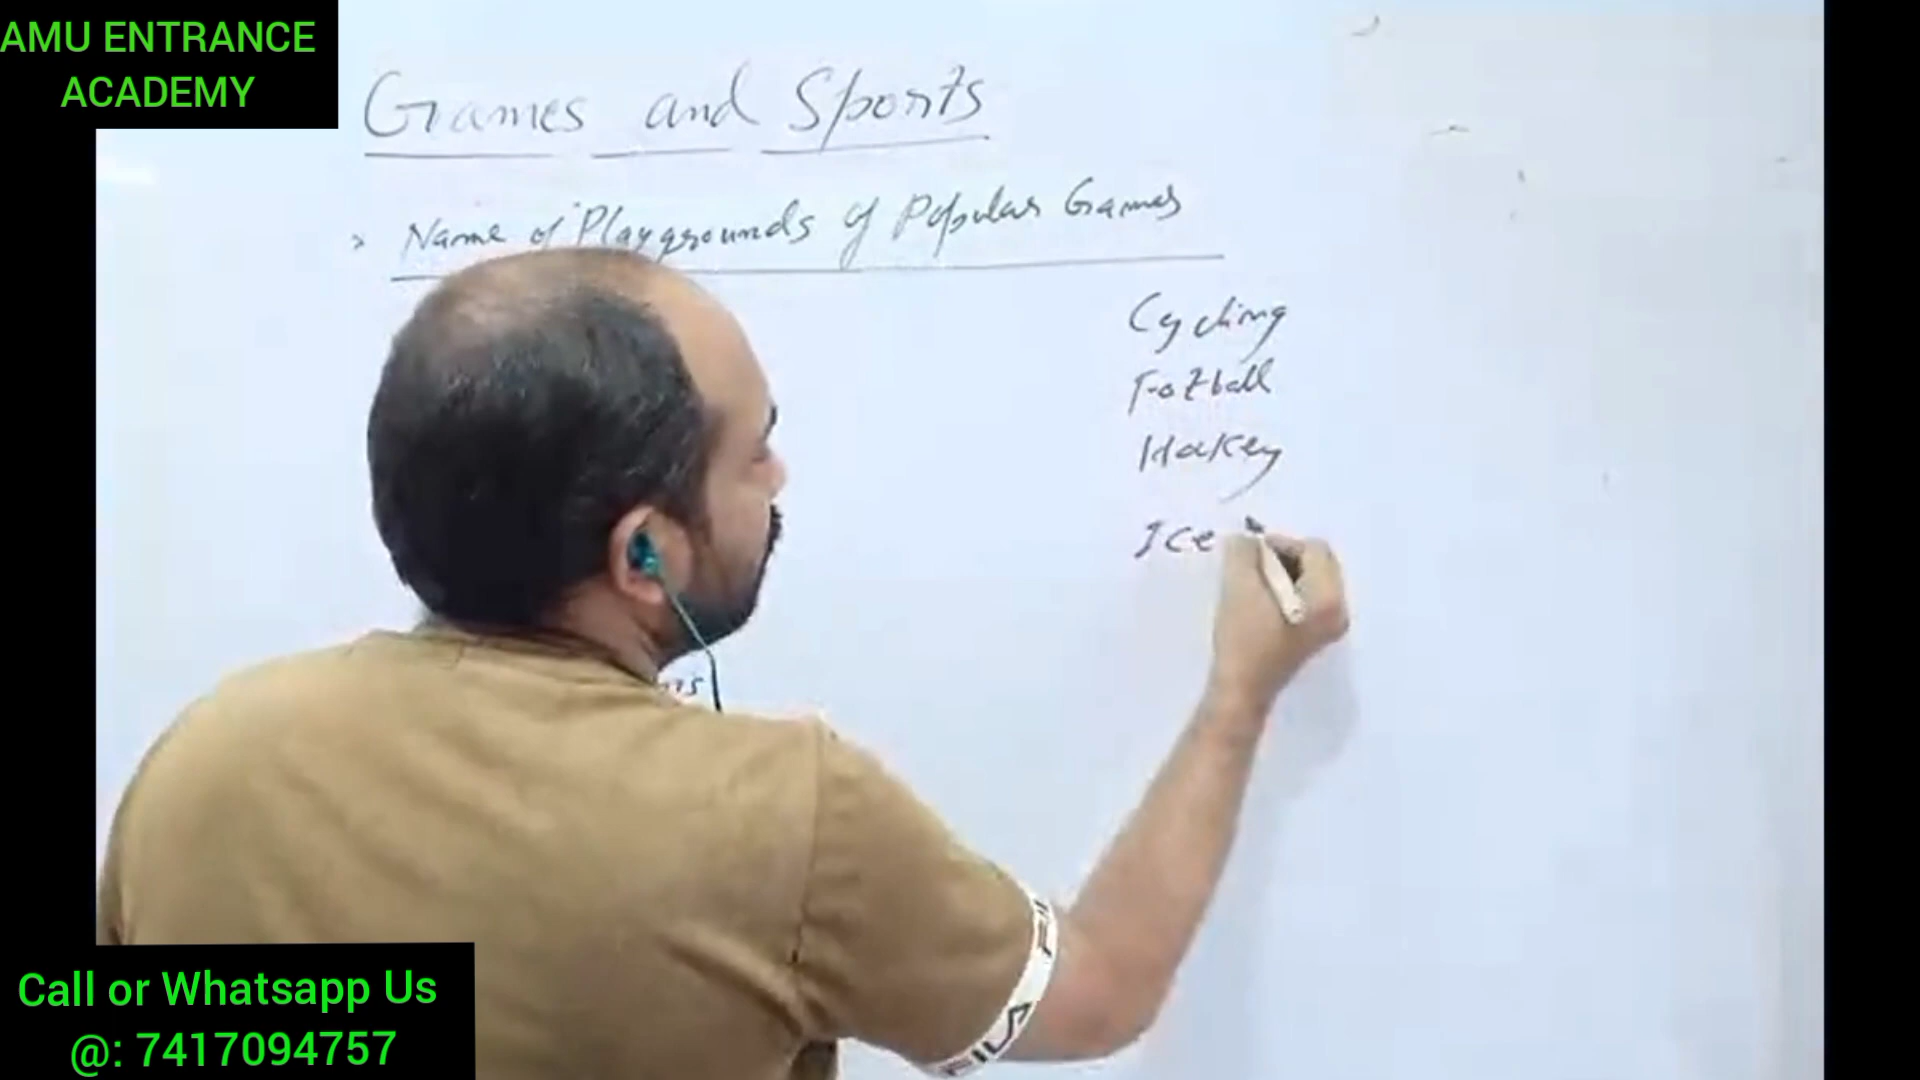 AMU ENTRANCE
ACADEMY
Games and Sports
Name of Playgrounds of Popular Games
Cycling
Football
Hokey
Ice
Call or Whatsapp Us
@: 7417094757